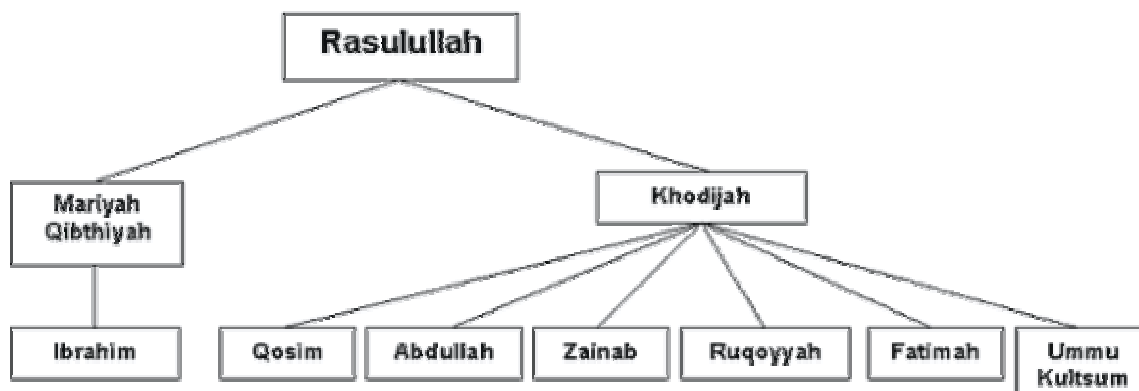 Rasulullah
Mariyah
Qibthiyah
Khodijah
Ibrahim
Qosim
Abdullah
Zainab
Ruqoyyah
Fatimah
Ummu
Kultsum